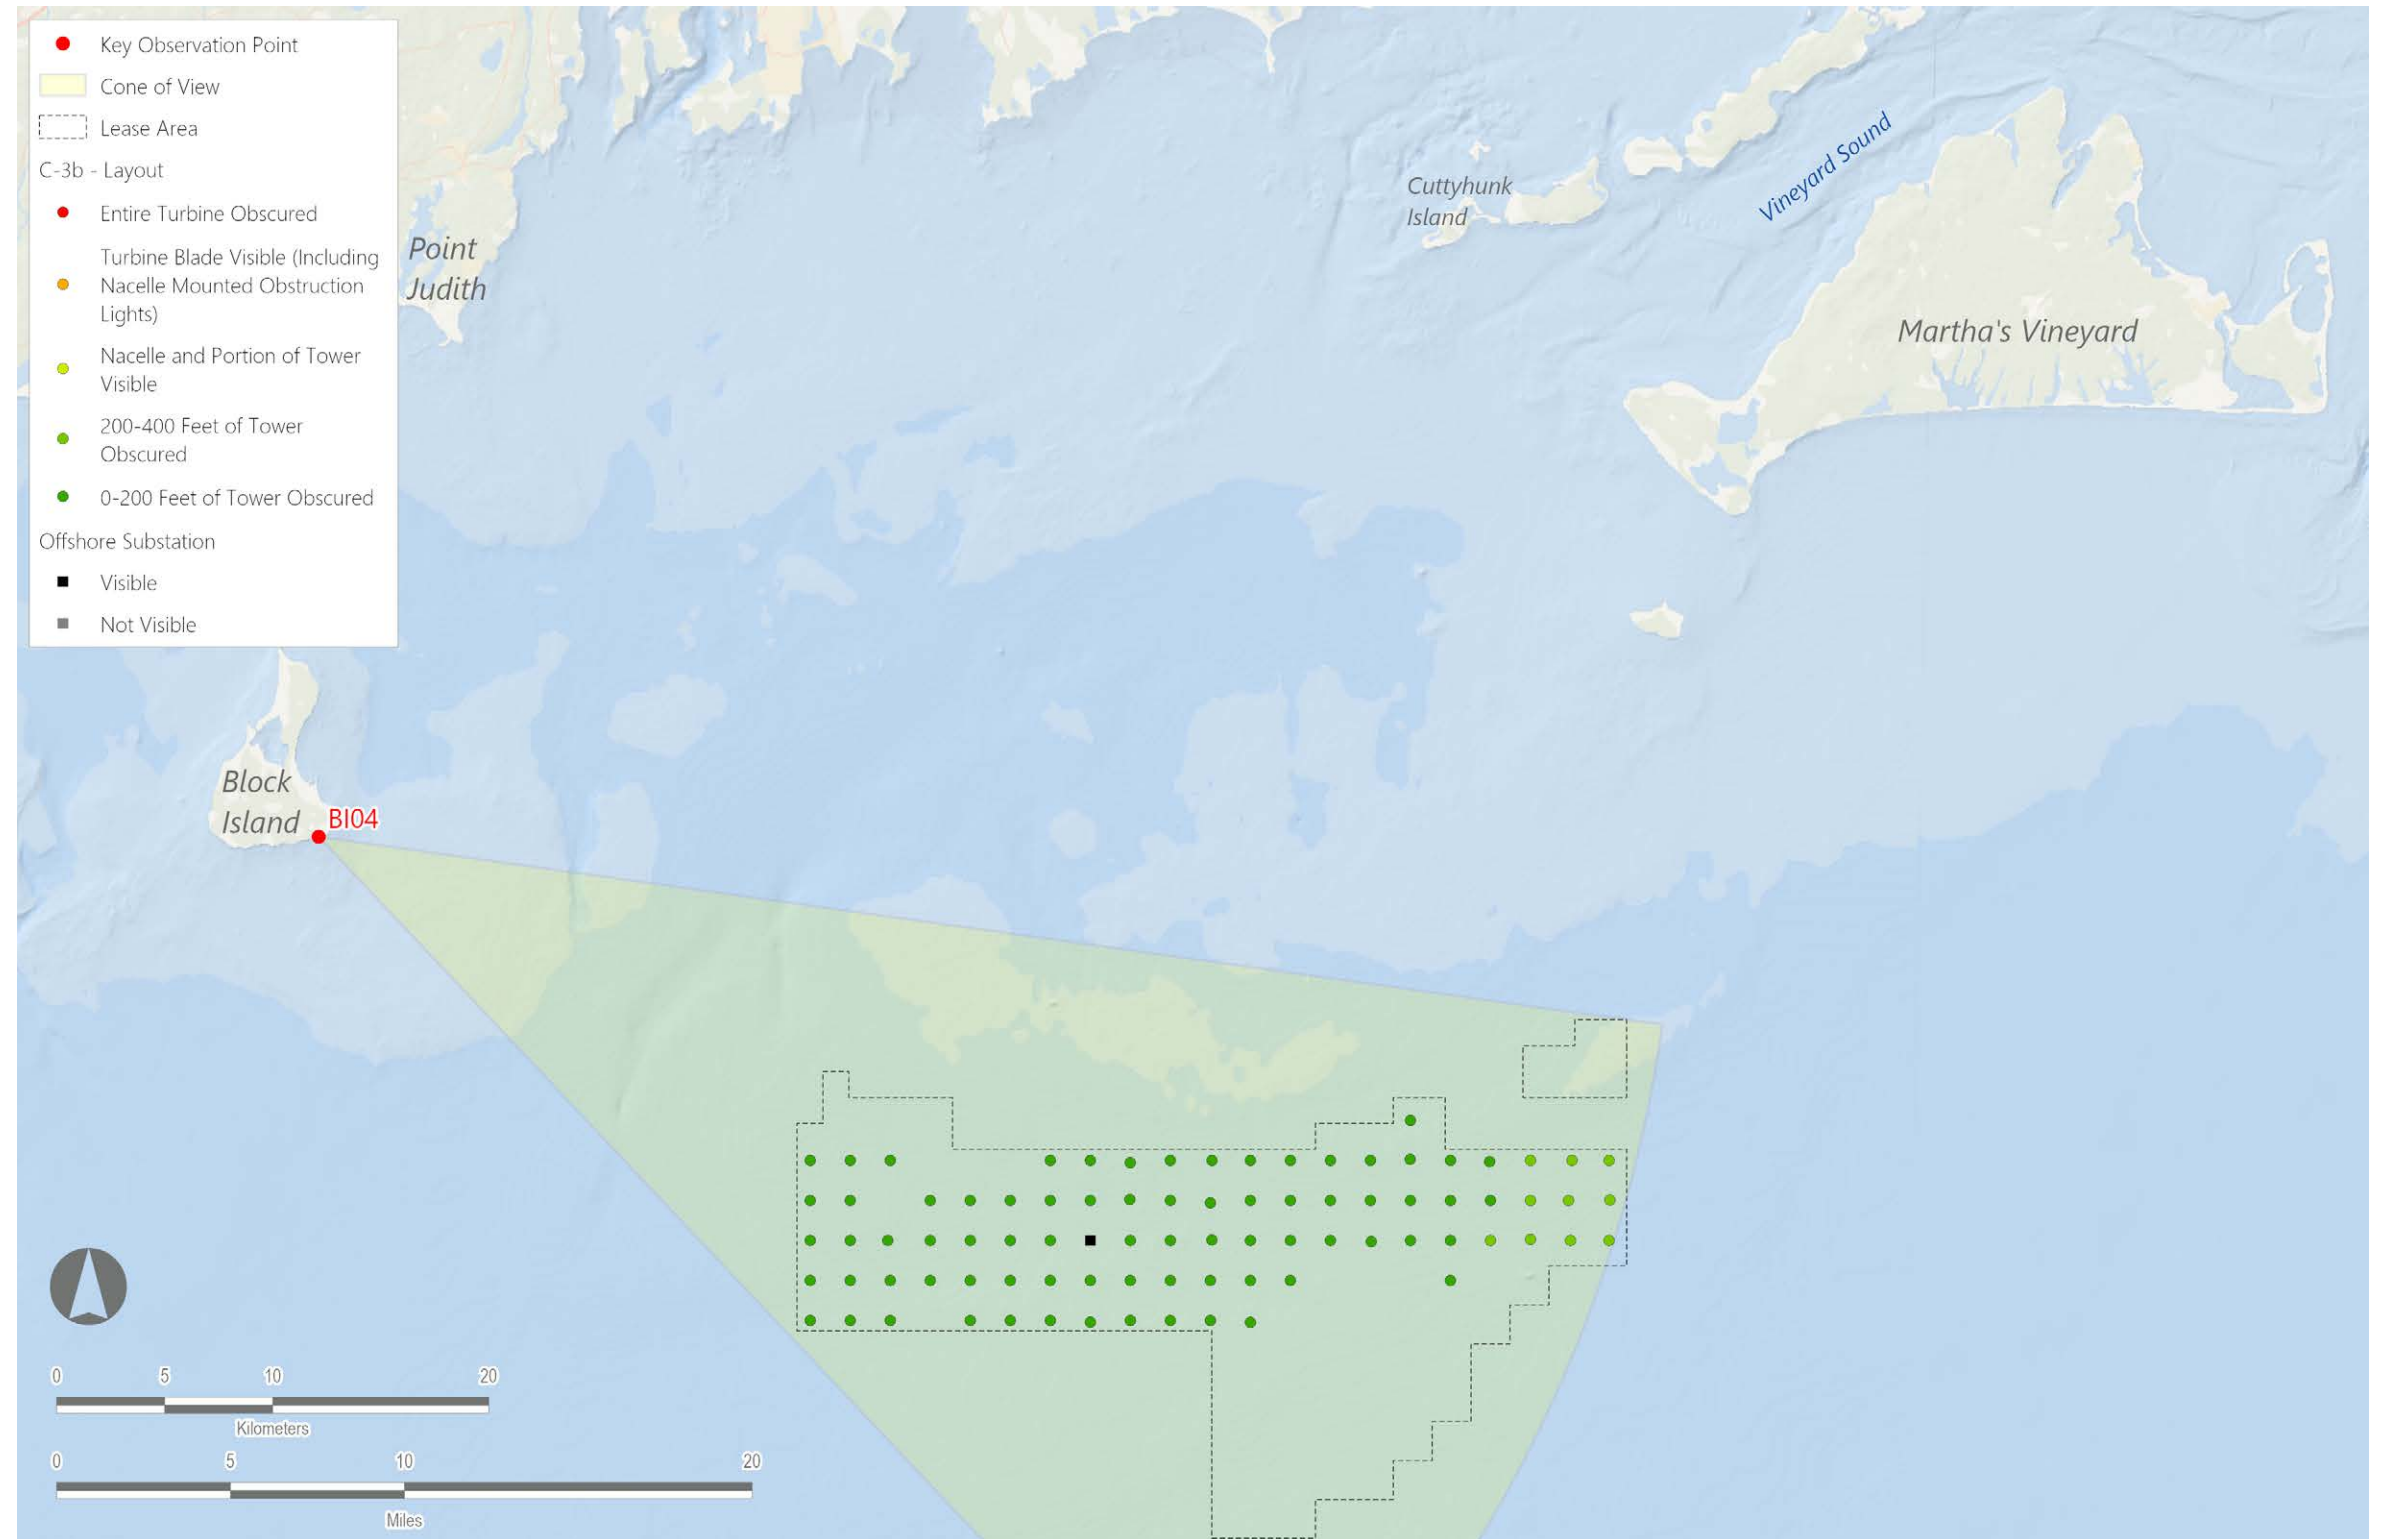 Key Observation Point
Cone of View
Lease Area
C-3b - Layout
Entire Turbine Obscured
Turbine Blade Visible (Including
Nacelle Mounted Obstruction
Lights)
Nacelle and Portion of Tower
Visible
200-400 Feet of Tower
Obscured
0-200 Feet of Tower Obscured
Offshore Substation
Visible
Not Visible
Point
Judith
Cuttyhunk
Island
Vineyard Sound
Martha's Vineyard
Block
Island
BI04
0 5 10 20
Kilometers
0 5 10 20
Miles